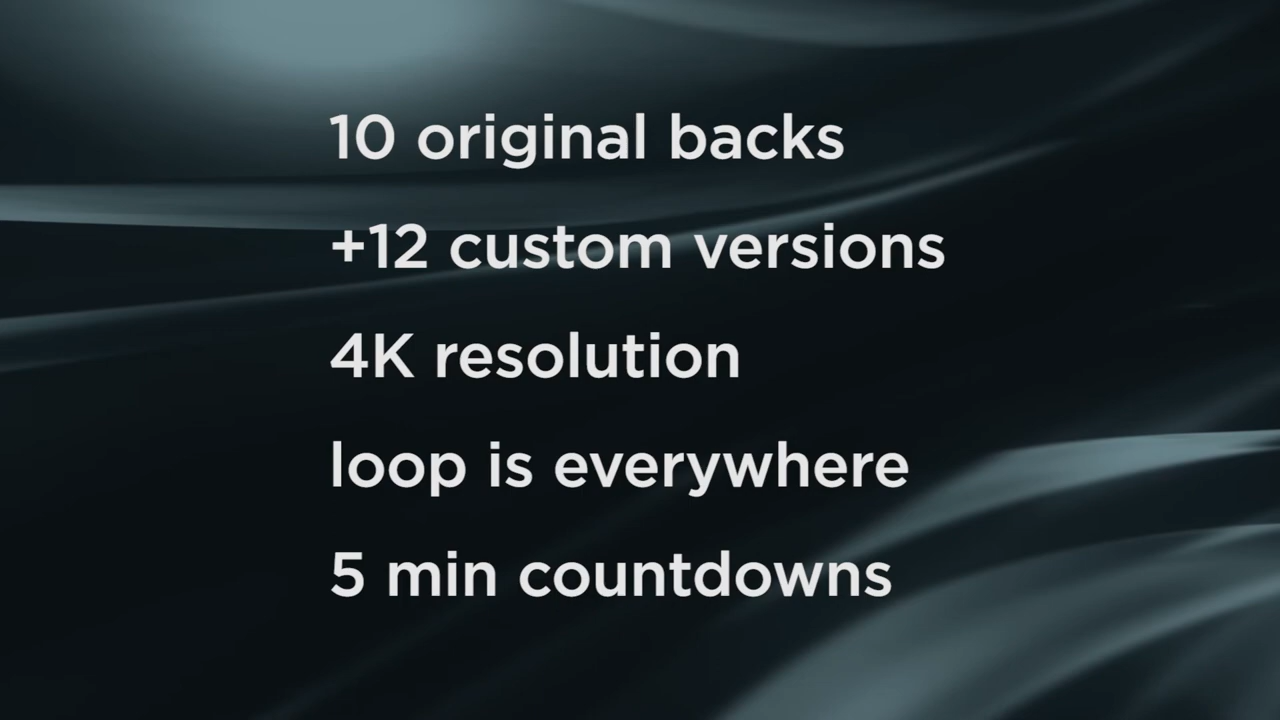 10 original backs
+12 custom versions
4K resolution
loop is everywhere
5 min countdowns